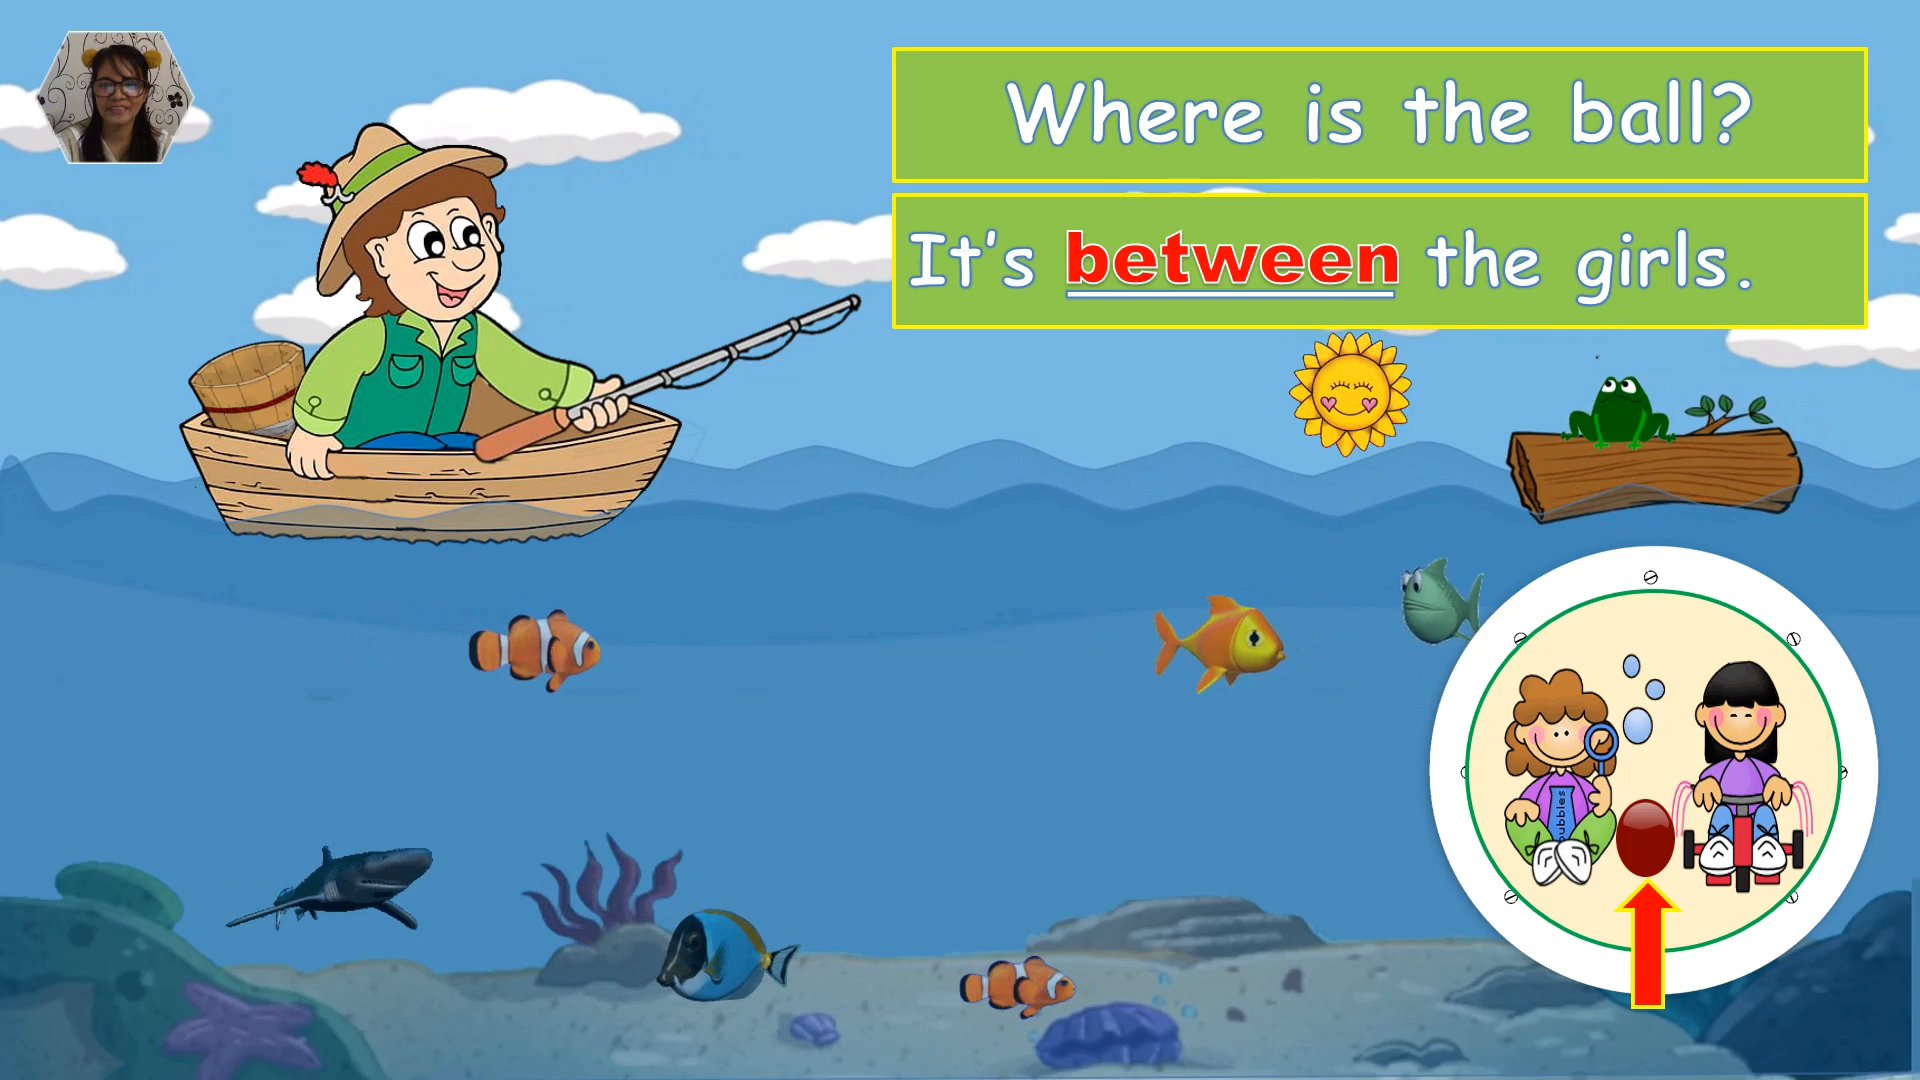 Where is the ball?
It's between the girls.
bubbles